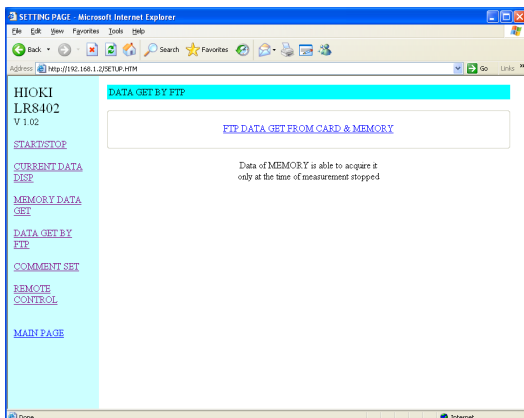 SETTING PAGE - Microsoft Internet Explorer
File Edit View Favorites Tools Help
Back Search Favorites
Address http://192.168.1.2/SETUP.HTM Go Links »
HIOKI
LR8402
V 1.02
START/STOP
CURRENT DATA
DISP
MEMORY DATA
GET
DATA GET BY
FTP
COMMENT SET
REMOTE
CONTROL
MAIN PAGE
DATA GET BY FTP
FTP DATA GET FROM CARD & MEMORY
Data of MEMORY is able to acquire it
only at the time of measurement stopped
Done Internet